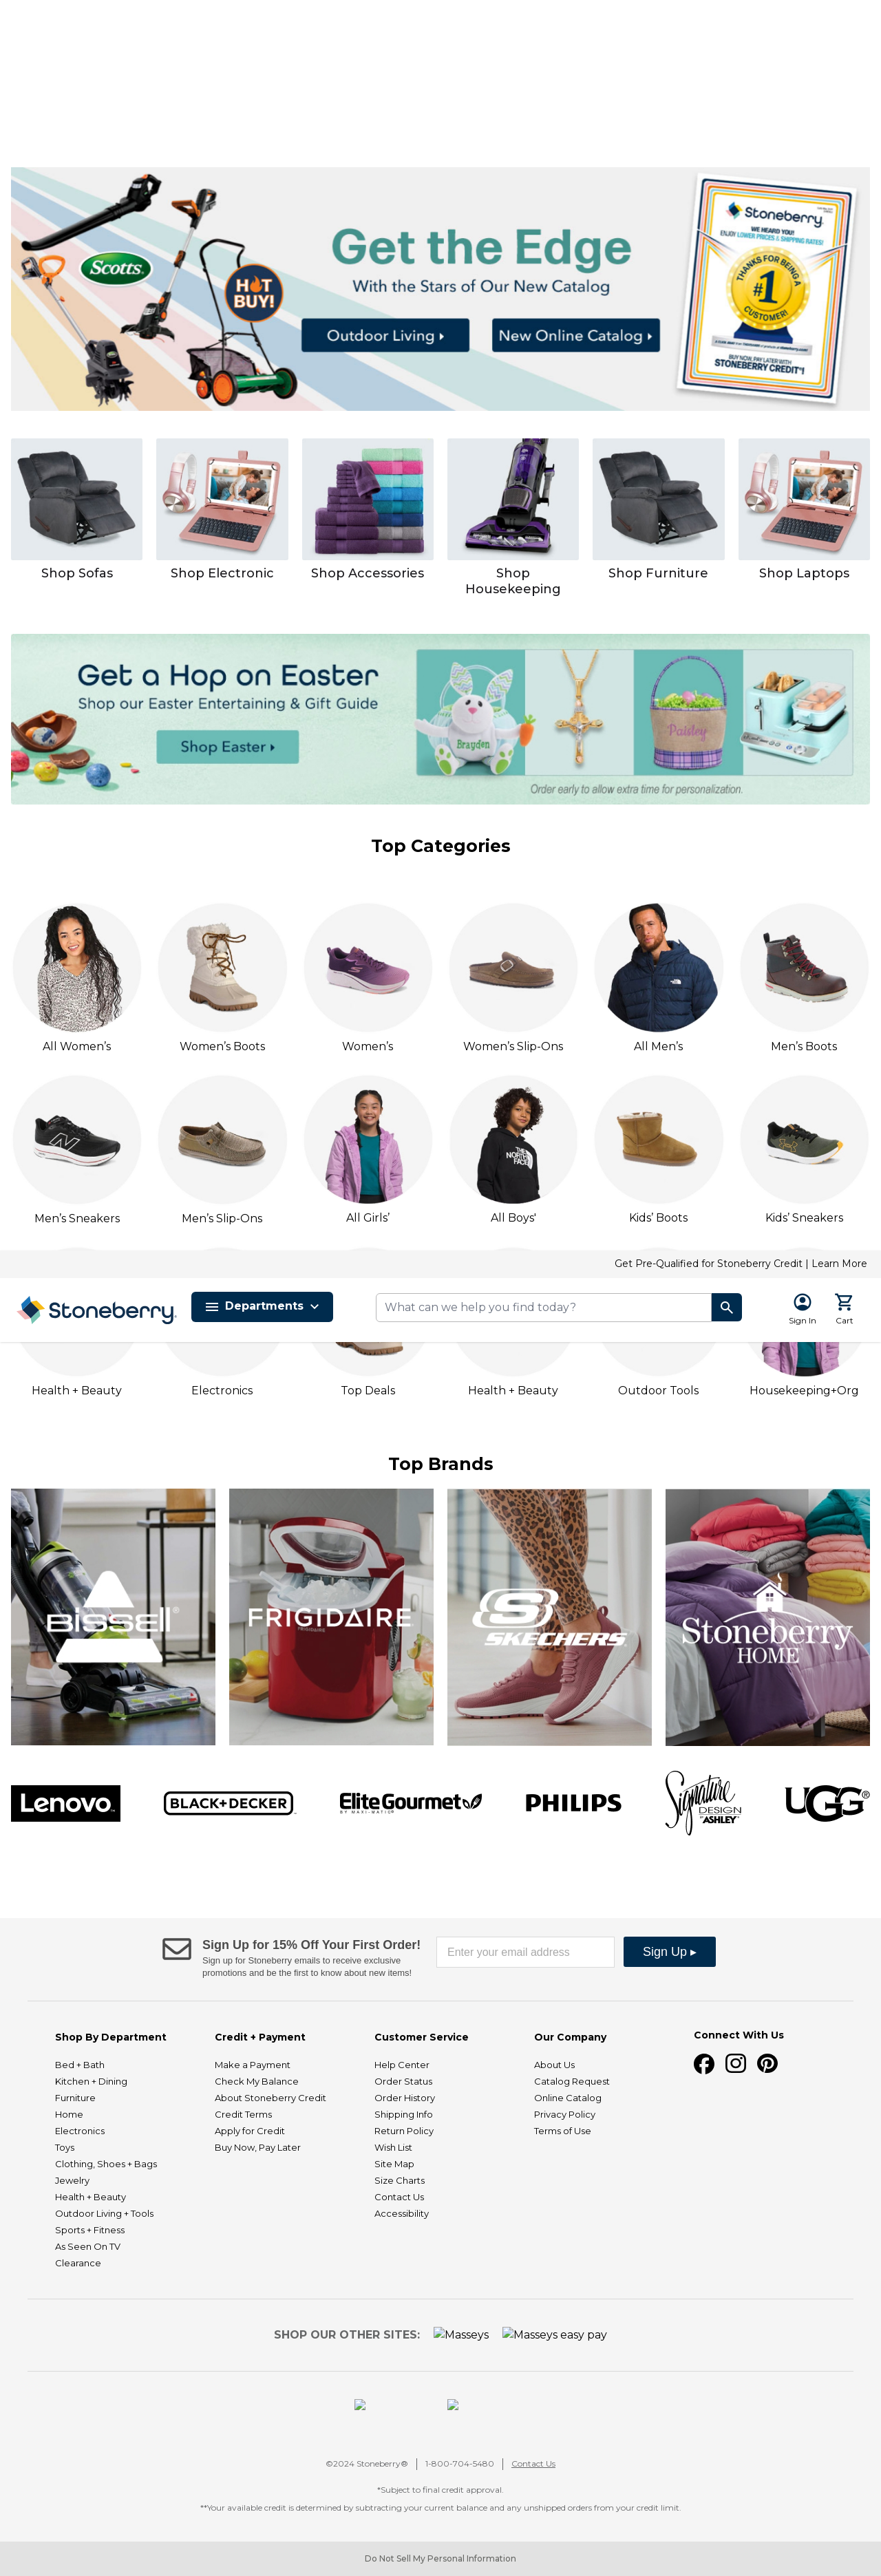 Scotts
HOT
BUY!
Get the Edge
With the Stars of Our New Catalog
Outdoor Living
New Online Catalog
Stoneberry
WE HEARD YOU!
ENJOY LOWER PRICES & SHIPPING RATES!
THANKS FOR BEING A
#1
CUSTOMER!
BUY NOW, PAY LATER WITH
STONEBERRY CREDIT*!
Shop Sofas
Shop Electronic
Shop Accessories
Shop
Housekeeping
Shop Furniture
Shop Laptops
Get a Hop on Easter
Shop our Easter Entertaining & Gift Guide
Shop Easter
Brayden
Paisley
Order early to allow extra time for personalization.
Top Categories
All Women’s
Women’s Boots
Women’s
Women’s Slip-Ons
All Men’s
Men’s Boots
Men’s Sneakers
Men’s Slip-Ons
All Girls’
All Boys'
Kids’ Boots
Kids’ Sneakers
Get Pre-Qualified for Stoneberry Credit | Learn More
Stoneberry
Departments
What can we help you find today?
Sign In
Cart
Health + Beauty
Electronics
Top Deals
Health + Beauty
Outdoor Tools
Housekeeping+Org
Top Brands
BISSELL®
FRIGIDAIRE
SKECHERS
Stoneberry
HOME
Lenovo
BLACK+DECKER
Elite Gourmet
BY MAXI-MATIC
PHILIPS
Signature
DESIGN
BY ASHLEY
UGG®
Sign Up for 15% Off Your First Order!
Sign up for Stoneberry emails to receive exclusive
promotions and be the first to know about new items!
Enter your email address
Sign Up ▸
Shop By Department
Bed + Bath
Kitchen + Dining
Furniture
Home
Electronics
Toys
Clothing, Shoes + Bags
Jewelry
Health + Beauty
Outdoor Living + Tools
Sports + Fitness
As Seen On TV
Clearance
Credit + Payment
Make a Payment
Check My Balance
About Stoneberry Credit
Credit Terms
Apply for Credit
Buy Now, Pay Later
Customer Service
Help Center
Order Status
Order History
Shipping Info
Return Policy
Wish List
Site Map
Size Charts
Contact Us
Accessibility
Our Company
About Us
Catalog Request
Online Catalog
Privacy Policy
Terms of Use
Connect With Us
SHOP OUR OTHER SITES:
Masseys
Masseys easy pay
©2024 Stoneberry®
1-800-704-5480
Contact Us
*Subject to final credit approval.
**Your available credit is determined by subtracting your current balance and any unshipped orders from your credit limit.
Do Not Sell My Personal Information